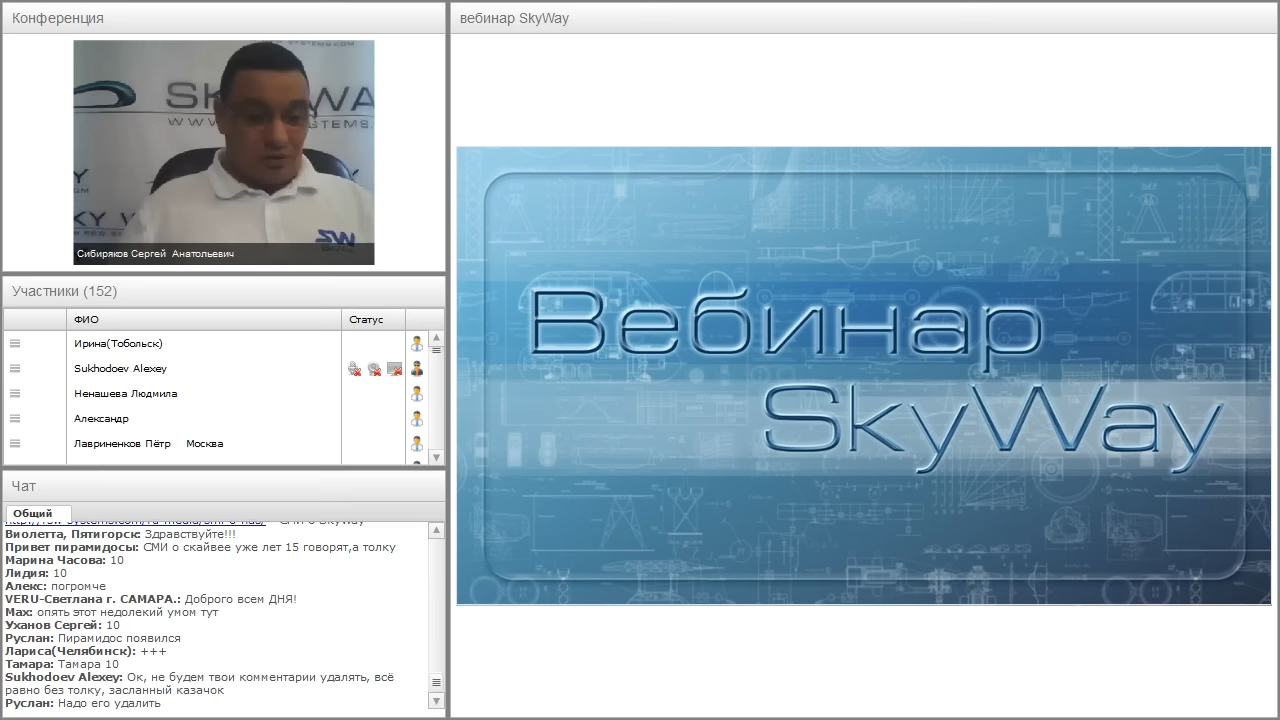 Конференция
SYSTEMS.COM
SKYWAY
Сибиряков Сергей Анатольевич
Участники (152)
ФИО Статус
Ирина(Тобольск)
Sukhodoev Alexey
Ненашева Людмила
Александр
Лавриненков Пётр Москва
Чат
Общий
Виолетта, Пятигорск: Здравствуйте!!!
Привет пирамидосы: СМИ о скайвее уже лет 15 говорят,а толку
Марина Часова: 10
Лидия: 10
Алекс: погромче
VERU-Светлана г. САМАРА.: Доброго всем ДНЯ!
Max: опять этот недолекий умом тут
Уханов Сергей: 10
Руслан: Пирамидос появился
Лариса(Челябинск): +++
Тамара: Тамара 10
Sukhodoev Alexey: Ок, не будем твои комментарии удалять, всё
равно без толку, засланный казачок
Руслан: Надо его удалить
вебинар SkyWay
Вебинар
SkyWay